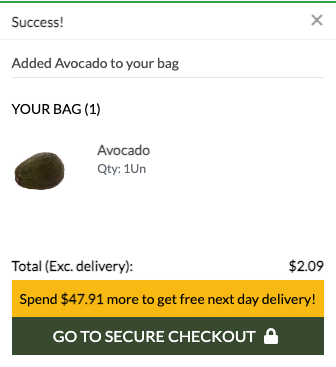 Success!
Added Avocado to your bag
YOUR BAG (1)
Avocado
Qty: 1Un
Total (Exc. delivery): $2.09
Spend $47.91 more to get free next day delivery!
GO TO SECURE CHECKOUT